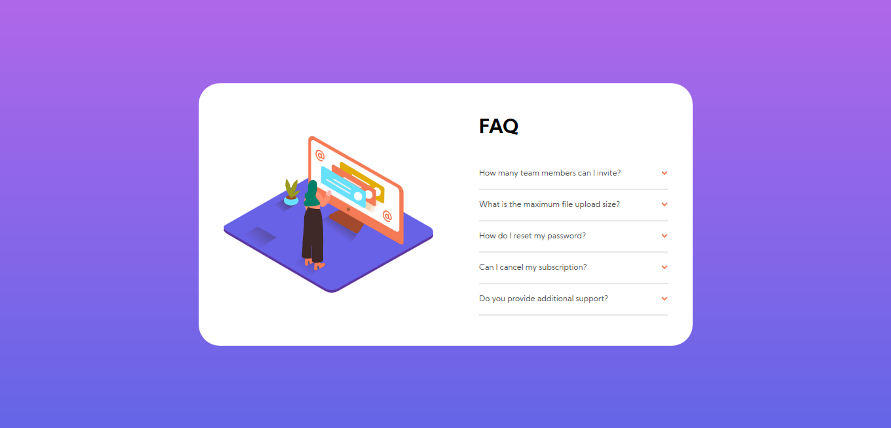 FAQ
How many team members can I invite?
What is the maximum file upload size?
How do I reset my password?
Can I cancel my subscription?
Do you provide additional support?
@
@